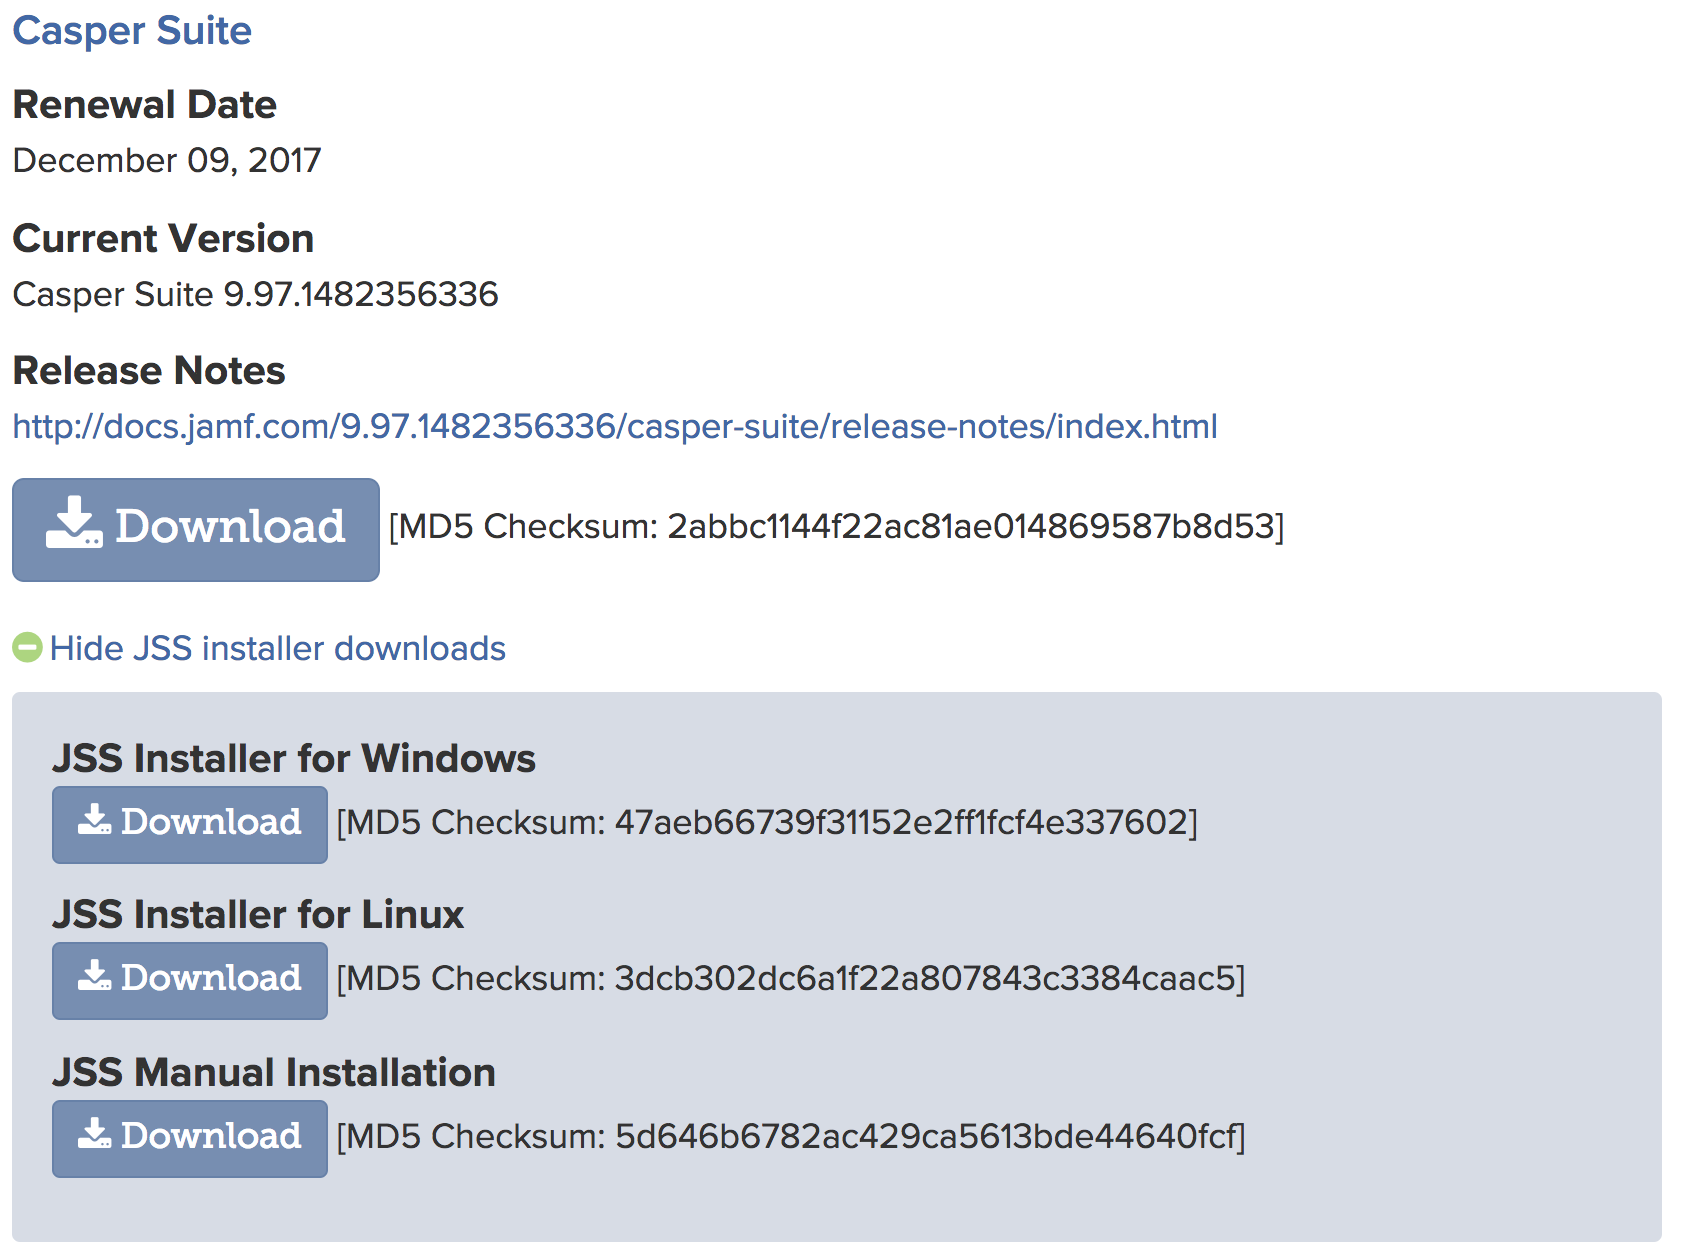 Casper Suite
Renewal Date
December 09, 2017
Current Version
Casper Suite 9.97.1482356336
Release Notes
http://docs.jamf.com/9.97.1482356336/casper-suite/release-notes/index.html
Download [MD5 Checksum: 2abbc1144f22ac81ae014869587b8d53]
Hide JSS installer downloads
JSS Installer for Windows
Download [MD5 Checksum: 47aeb66739f31152e2ff1fcf4e337602]
JSS Installer for Linux
Download [MD5 Checksum: 3dcb302dc6a1f22a807843c3384caac5]
JSS Manual Installation
Download [MD5 Checksum: 5d646b6782ac429ca5613bde44640fcf]